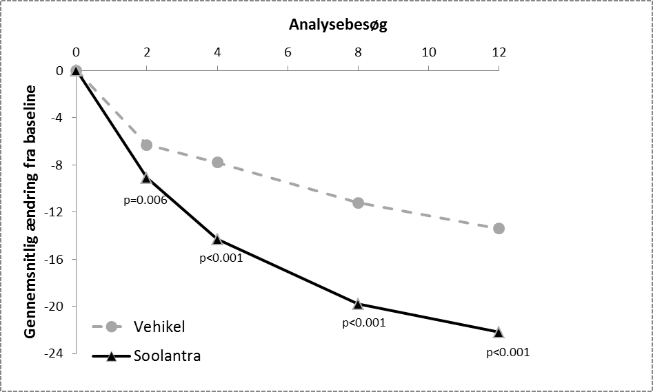 Analysebesøg
0 2 4 6 8 10 12
Gennemsnitlig ændring fra baseline
0
-4
-8
-12
-16
-20
-24
p=0.006
p<0.001
p<0.001
p<0.001
Vehikel
Soolantra